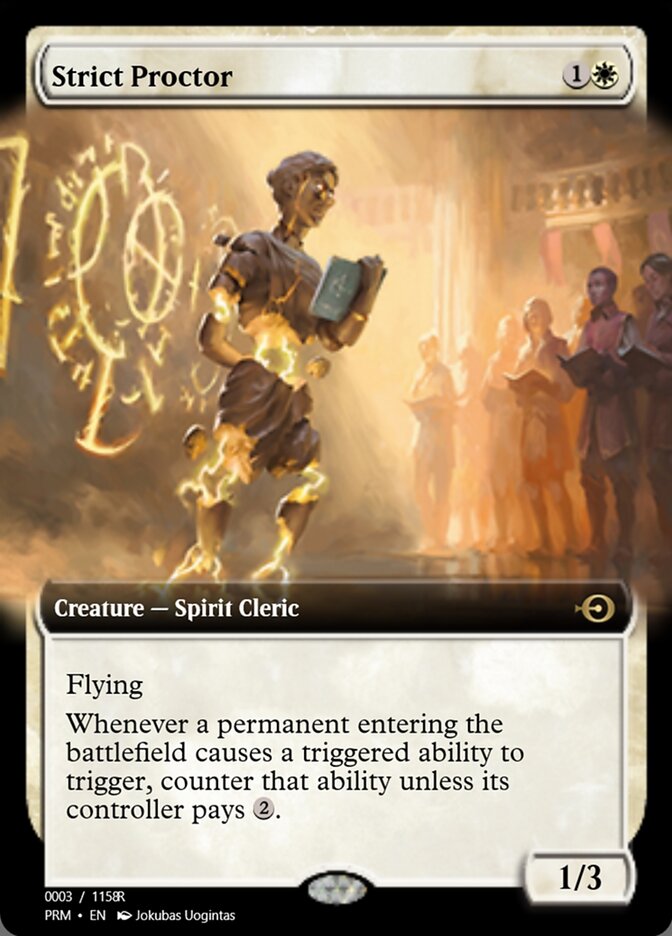 Strict Proctor 1
Creature — Spirit Cleric
Flying
Whenever a permanent entering the
battlefield causes a triggered ability to
trigger, counter that ability unless its
controller pays 2.
1/3
0003 / 1158R
PRM • EN Jokubas Uogintas